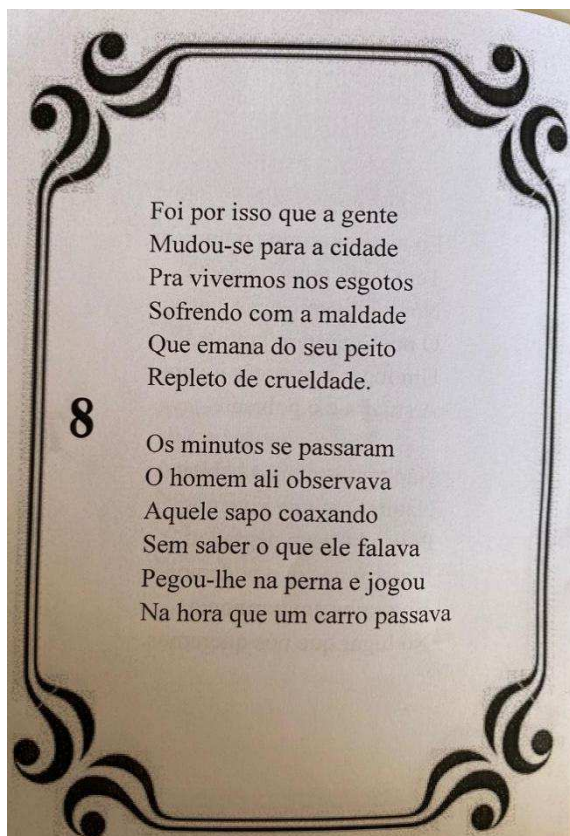 Foi por isso que a gente
Mudou-se para a cidade
Pra vivermos nos esgotos
Sofrendo com a maldade
Que emana do seu peito
Repleto de crueldade.
8
Os minutos se passaram
O homem ali observava
Aquele sapo coaxando
Sem saber o que ele falava
Pegou-lhe na perna e jogou
Na hora que um carro passava